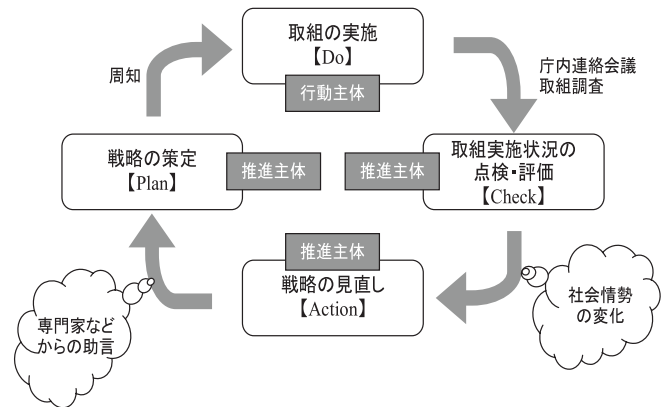 取組の実施
【Do】
行動主体
周知
庁内連絡会議
取組調査
戦略の策定
【Plan】
推進主体
推進主体
取組実施状況の
点検・評価
【Check】
推進主体
戦略の見直し
【Action】
専門家など
からの助言
社会情勢
の変化